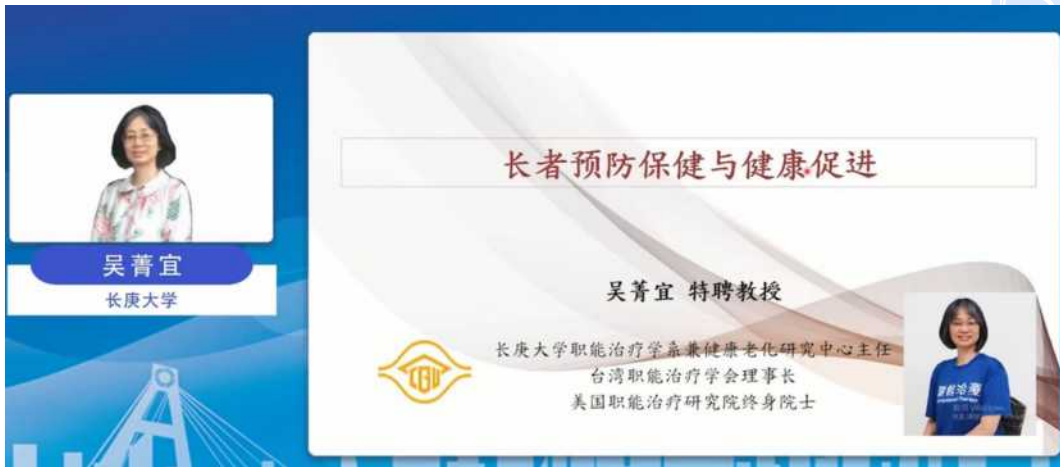 吴菁宜
长庚大学
长者预防保健与健康促进
吴菁宜 特聘教授
长庚大学职能治疗学系兼健康老化研究中心主任
台湾职能治疗学会理事长
美国职能治疗研究院终身院士
CGU